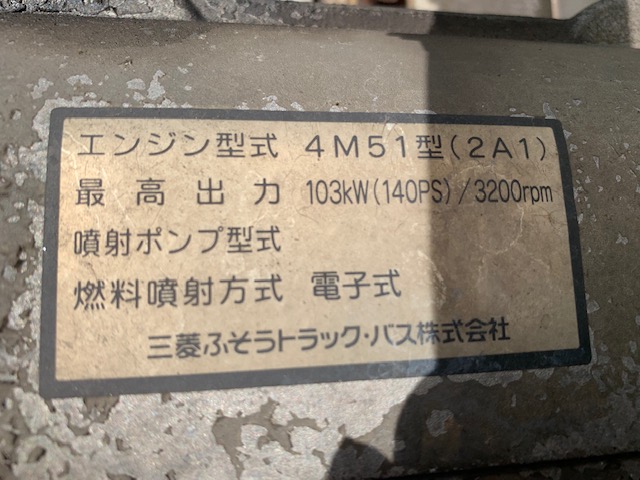 エンジン型式 4M51型(2A1)
最高出力 103kW(140PS)/3200rpm
噴射ポンプ型式
燃料噴射方式 電子式
三菱ふそうトラック・バス株式会社